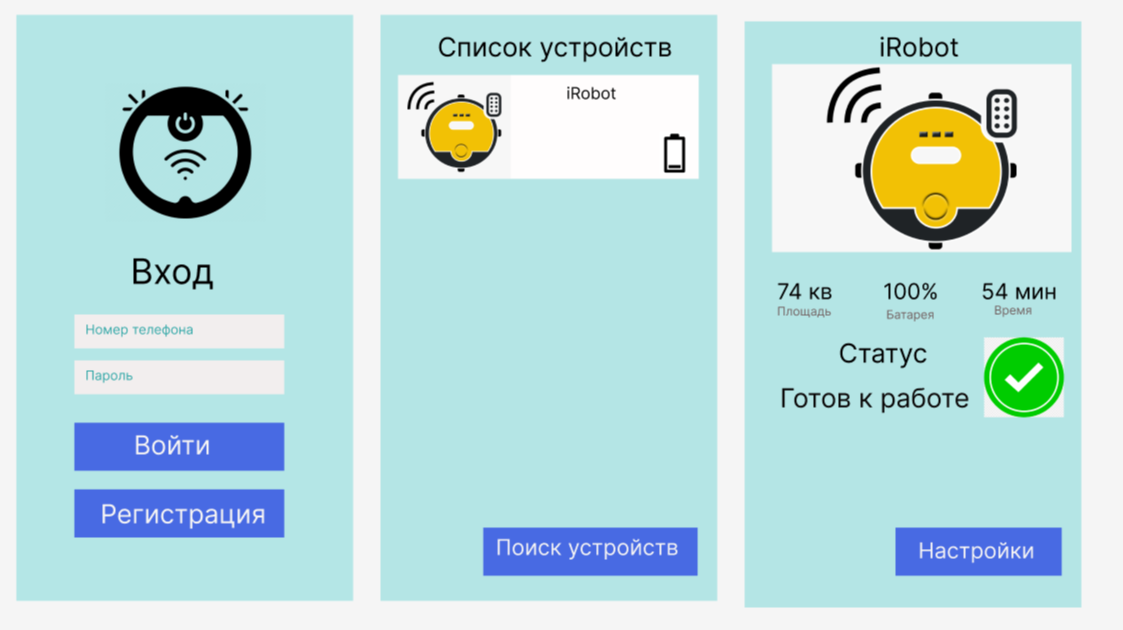 Вход
Номер телефона
Пароль
Войти
Регистрация
Список устройств
iRobot
Поиск устройств
iRobot
74 кв
100%
54 мин
Площадь
Батарея
Время
Статус
Готов к работе
Настройки